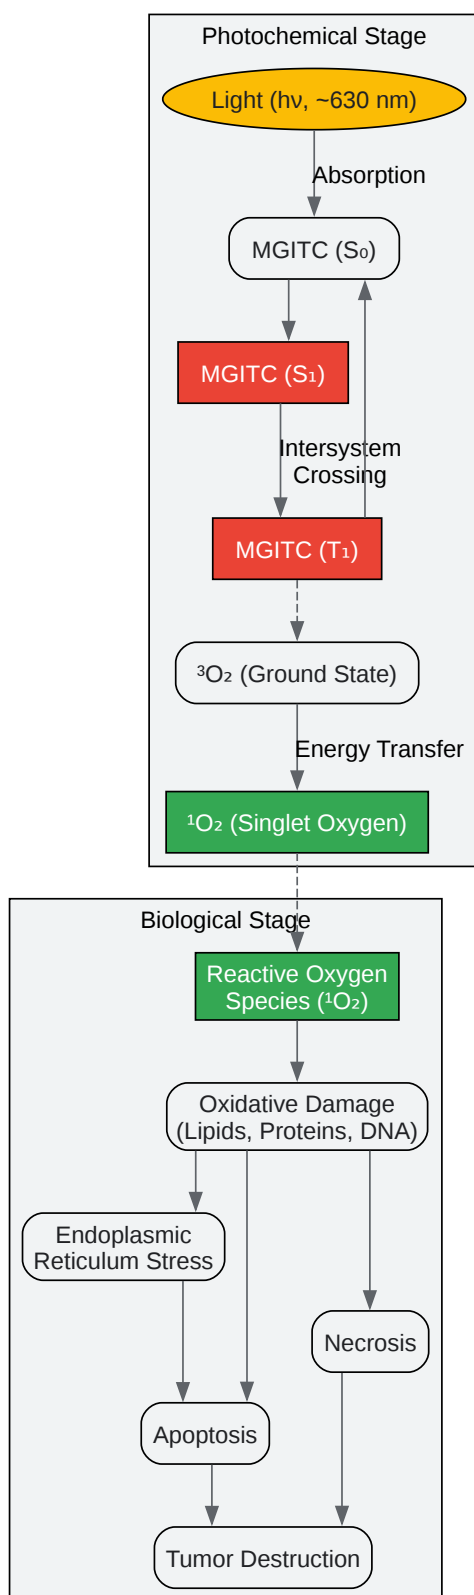 Photochemical Stage
Light (hν, ~630 nm)
Absorption
MGITC (S₀)
MGITC (S₁)
Intersystem
Crossing
MGITC (T₁)
³O₂ (Ground State)
Energy Transfer
¹O₂ (Singlet Oxygen)
Biological Stage
Reactive Oxygen
Species (¹O₂)
Oxidative Damage
(Lipids, Proteins, DNA)
Endoplasmic
Reticulum Stress
Necrosis
Apoptosis
Tumor Destruction